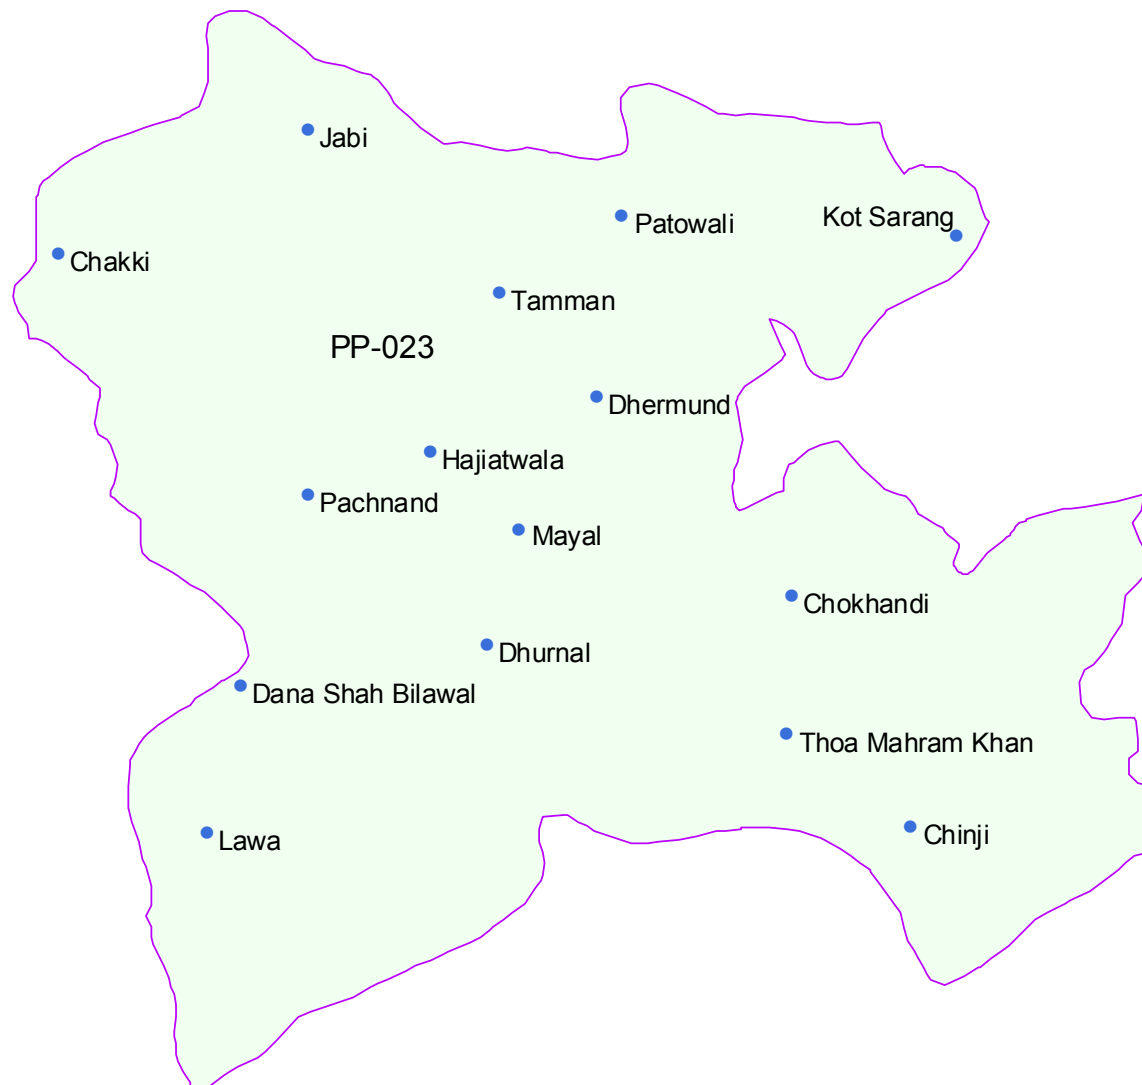 Jabi
Patowali
Kot Sarang
Chakki
Tamman
PP-023
Dhermund
Hajiatwala
Pachnand
Mayal
Chokhandi
Dhurnal
Dana Shah Bilawal
Thoa Mahram Khan
Lawa
Chinji